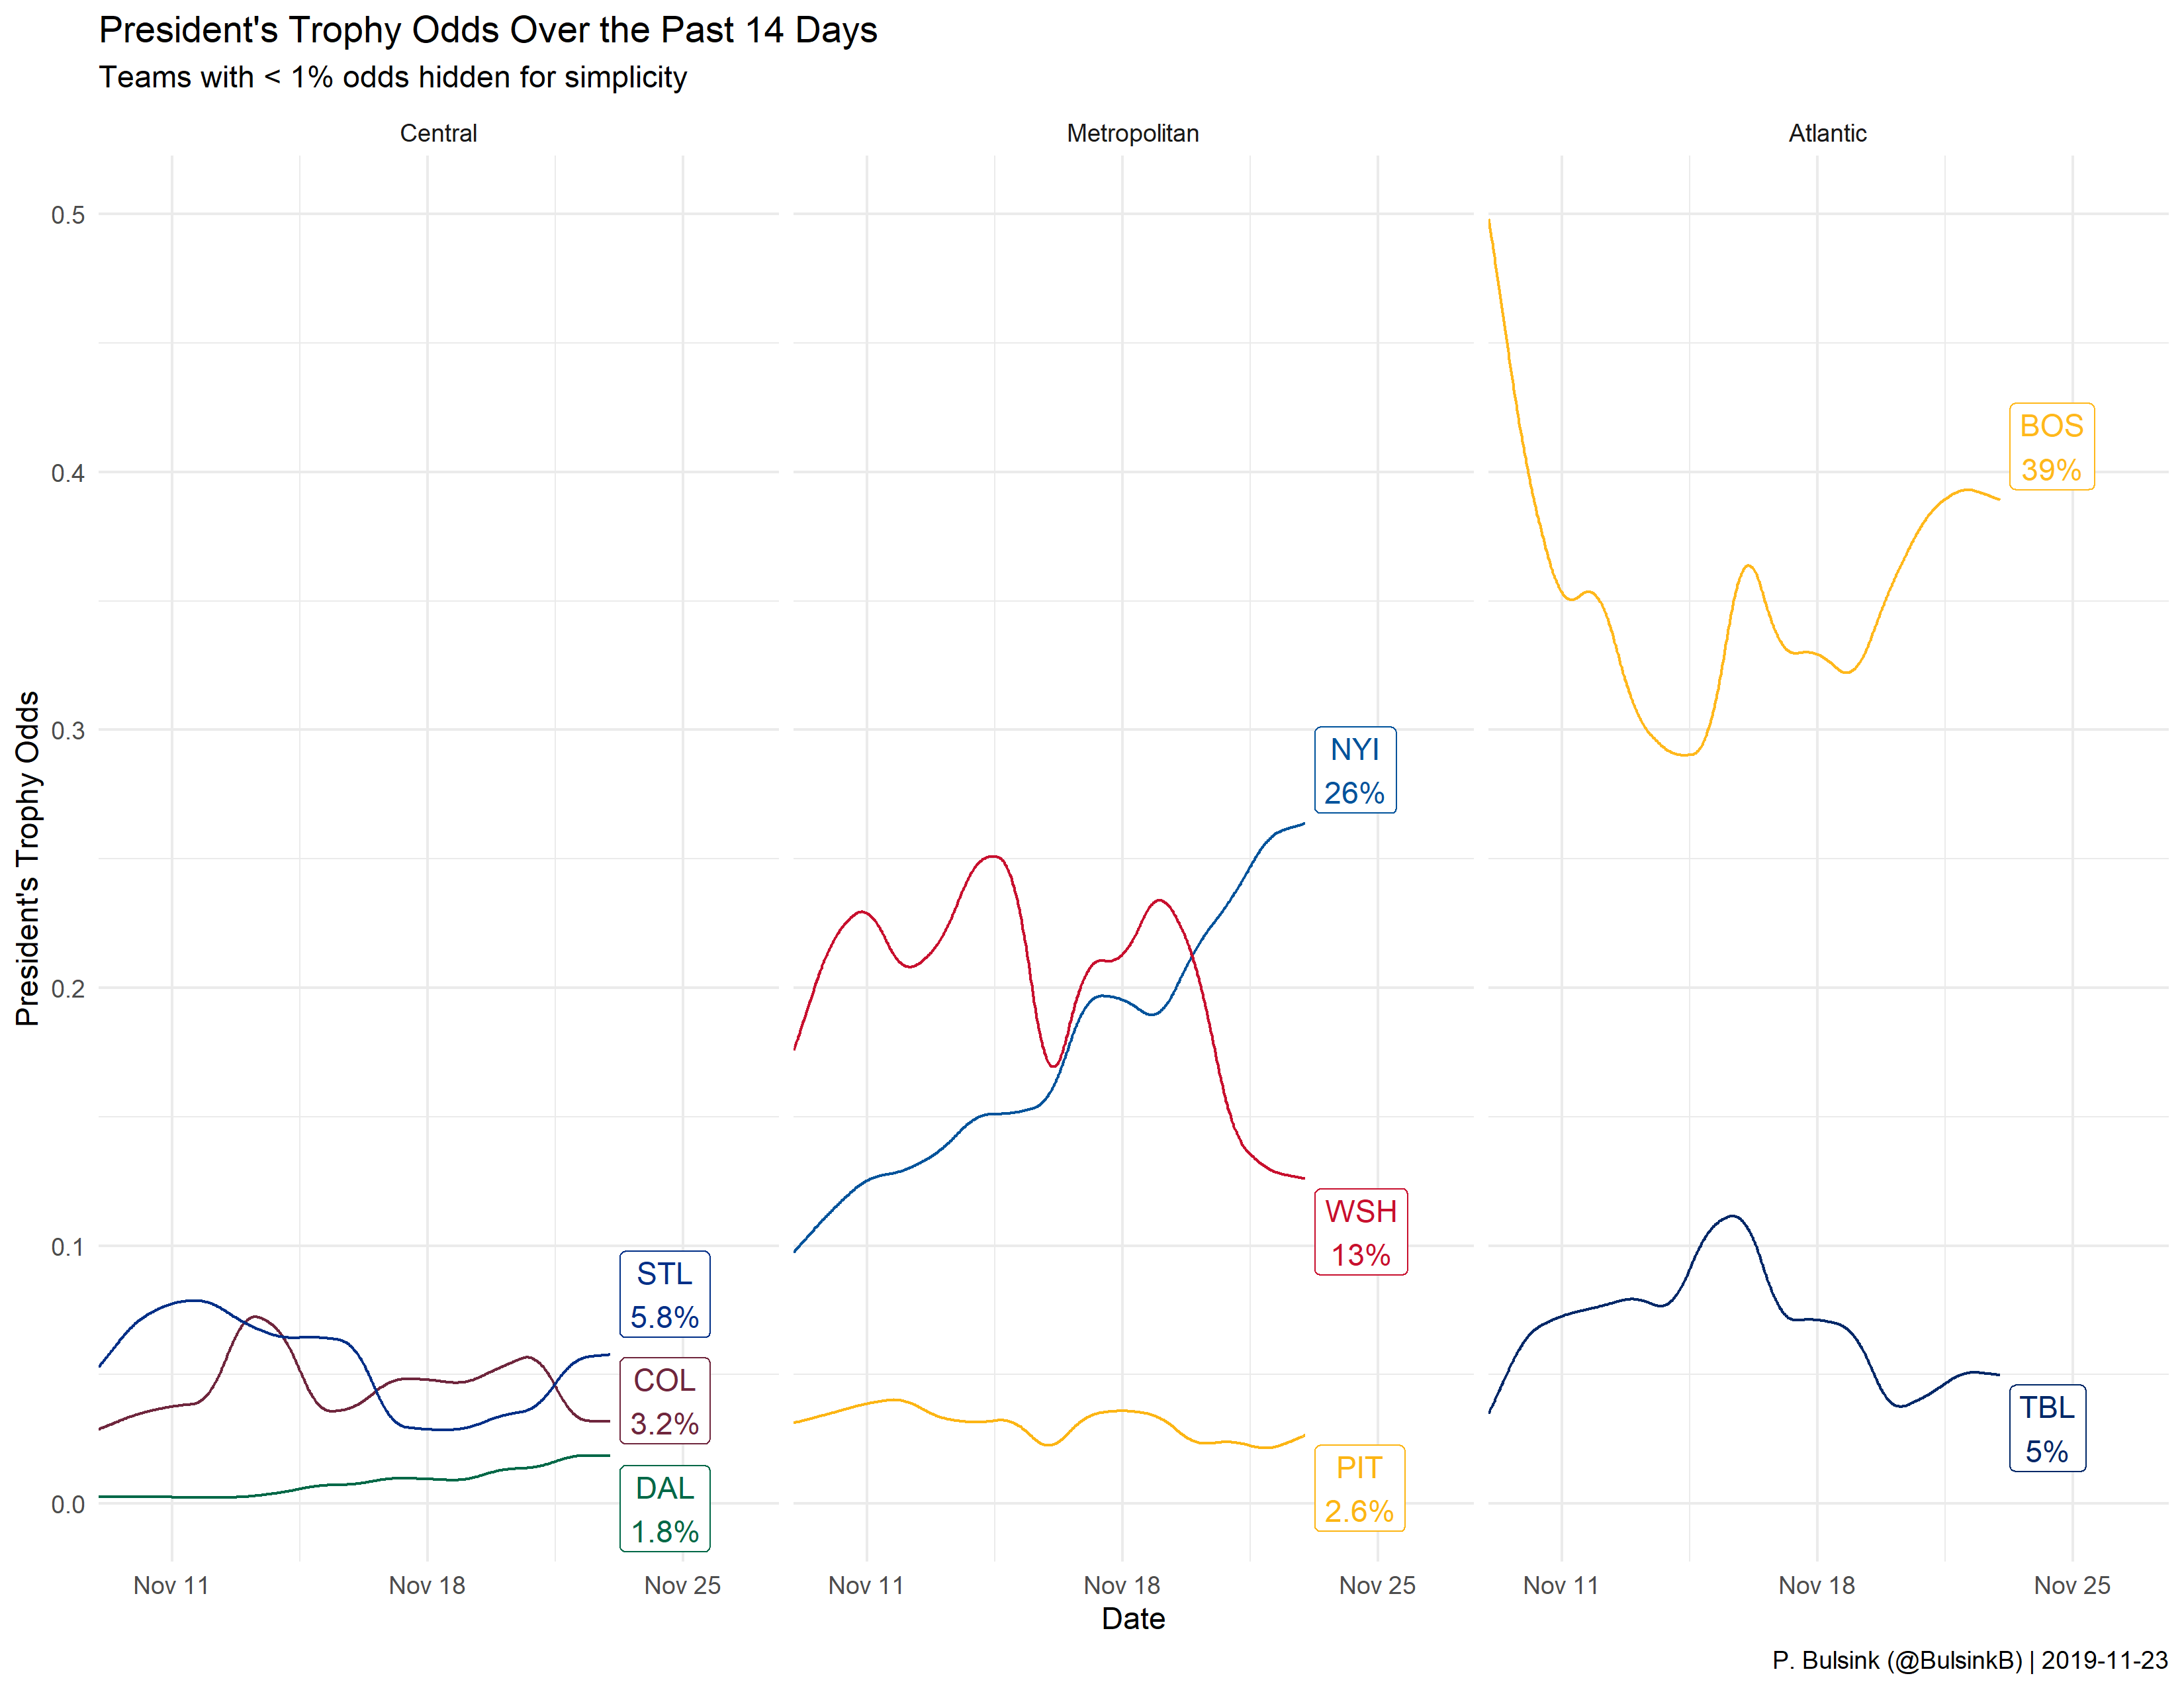 President's Trophy Odds Over the Past 14 Days
Teams with < 1% odds hidden for simplicity
Central
Metropolitan
Atlantic
President's Trophy Odds
0.5
0.4
0.3
0.2
0.1
0.0
STL
5.8%
COL
3.2%
DAL
1.8%
NYI
26%
WSH
13%
PIT
2.6%
BOS
39%
TBL
5%
Nov 11
Nov 18
Nov 25
Nov 11
Nov 18
Nov 25
Nov 11
Nov 18
Nov 25
Date
P. Bulsink (@BulsinkB) | 2019-11-23